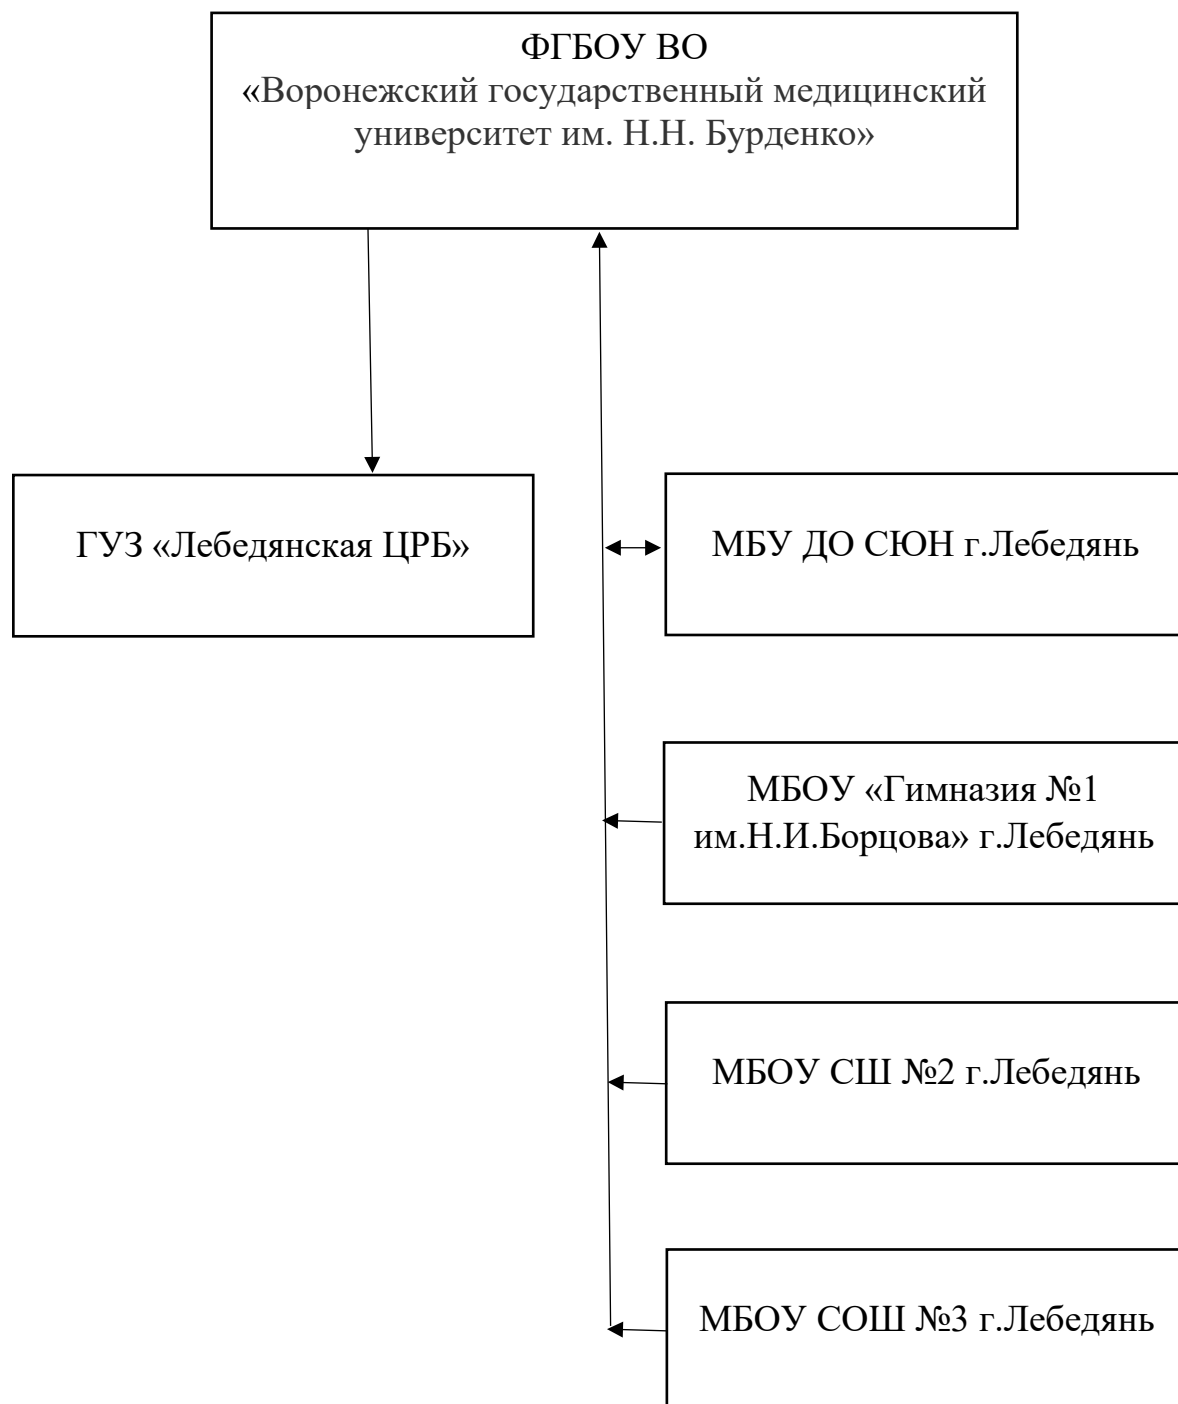 ФГБОУ ВО
«Воронежский государственный медицинский
университет им. Н.Н. Бурденко»
ГУЗ «Лебедянская ЦРБ»
МБУ ДО СЮН г.Лебедянь
МБОУ «Гимназия №1
им.Н.И.Борцова» г.Лебедянь
МБОУ СШ №2 г.Лебедянь
МБОУ СОШ №3 г.Лебедянь